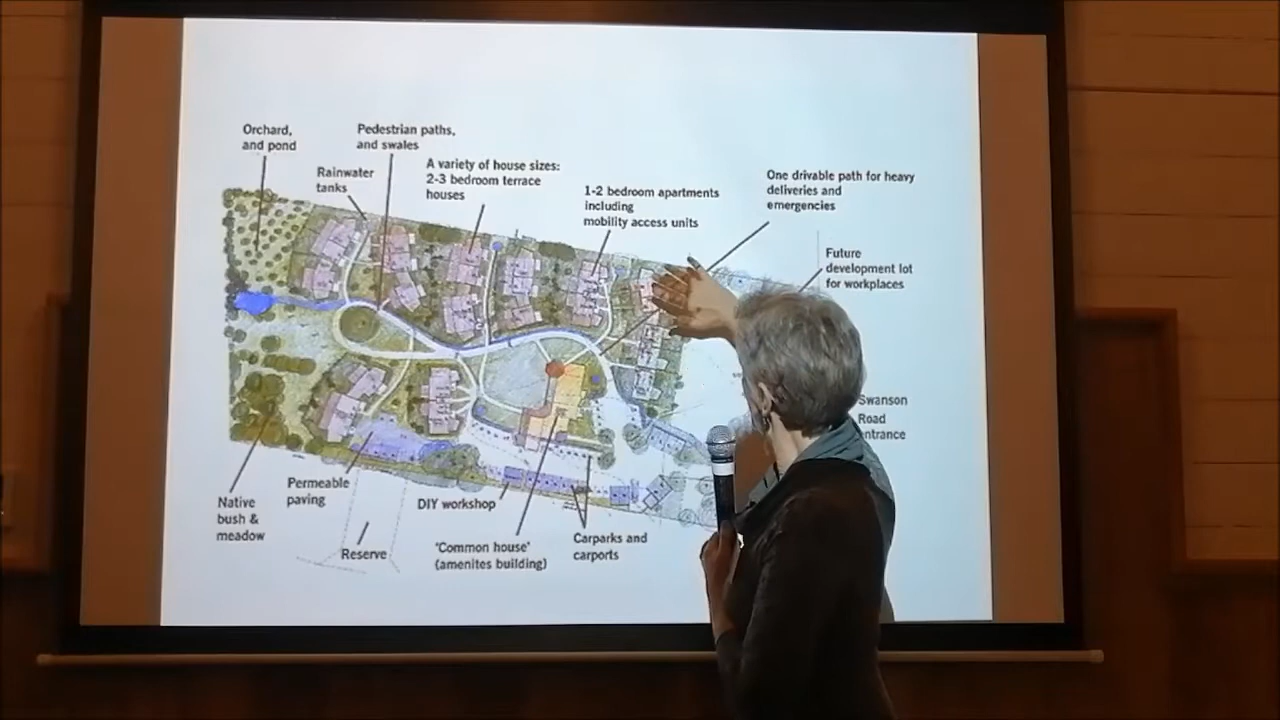 Orchard,
and pond
Pedestrian paths,
and swales
Rainwater
tanks
A variety of house sizes:
2-3 bedroom terrace
houses
1-2 bedroom apartments
including
mobility access units
One drivable path for heavy
deliveries and
emergencies
Future
development lot
for workplaces
Swanson
Road
entrance
Native
bush &
meadow
Permeable
paving
Reserve
DIY workshop
'Common house'
(amenites building)
Carparks and
carports